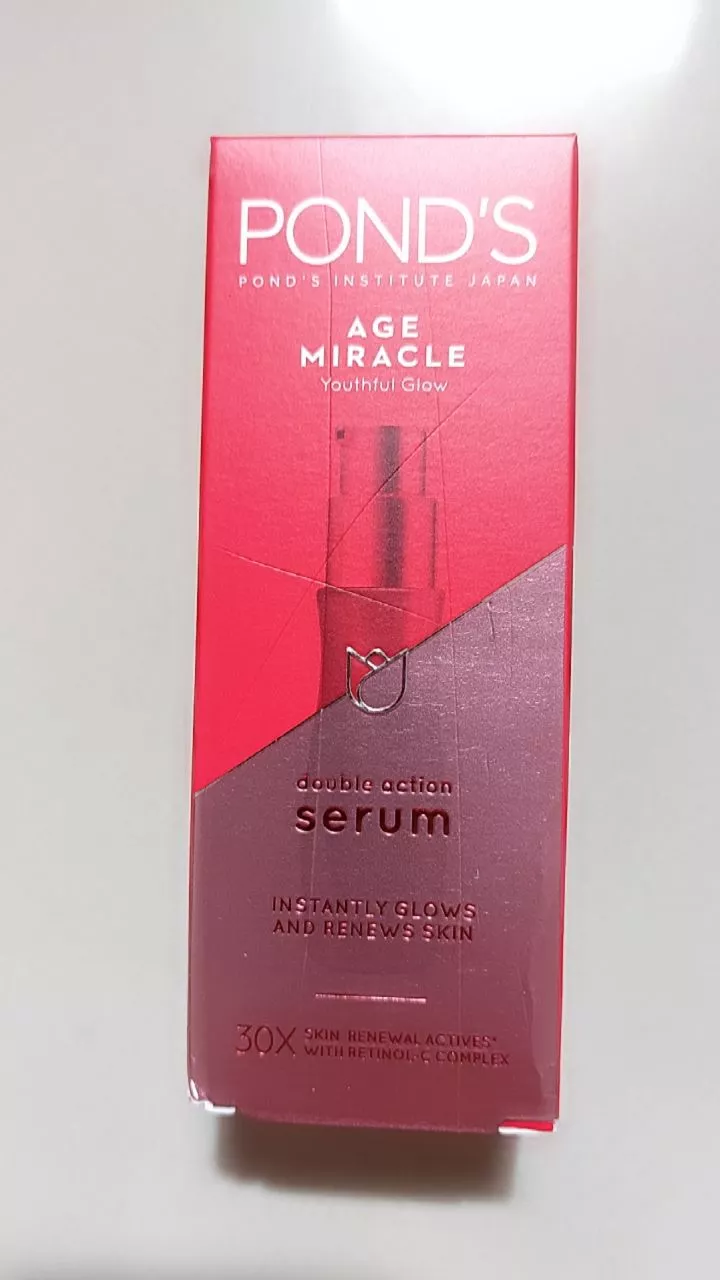 POND'S
POND'S INSTITUTE JAPAN
AGE
MIRACLE
Youthful Glow
double action
serum
INSTANTLY GLOWS
AND RENEWS SKIN
30X SKIN RENEWAL ACTIVES*
WITH RETINOL-C COMPLEX